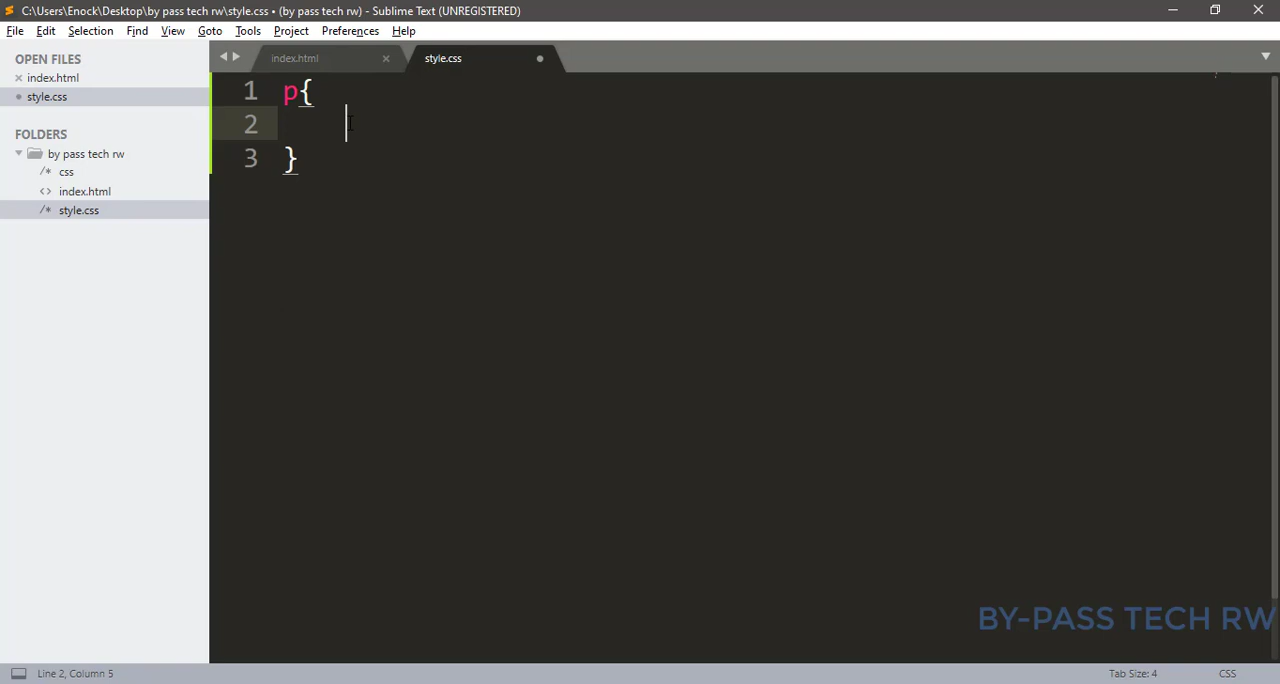 C:\Users\Enock\Desktop\by pass tech rw\style.css • (by pass tech rw) - Sublime Text (UNREGISTERED)
File Edit Selection Find View Goto Tools Project Preferences Help
OPEN FILES
index.html
style.css
FOLDERS
by pass tech rw
/* css
<> index.html
/* style.css
index.html
style.css
1 p{
2
3 }
BY-PASS TECH RW
Line 2, Column 5
Tab Size: 4
CSS